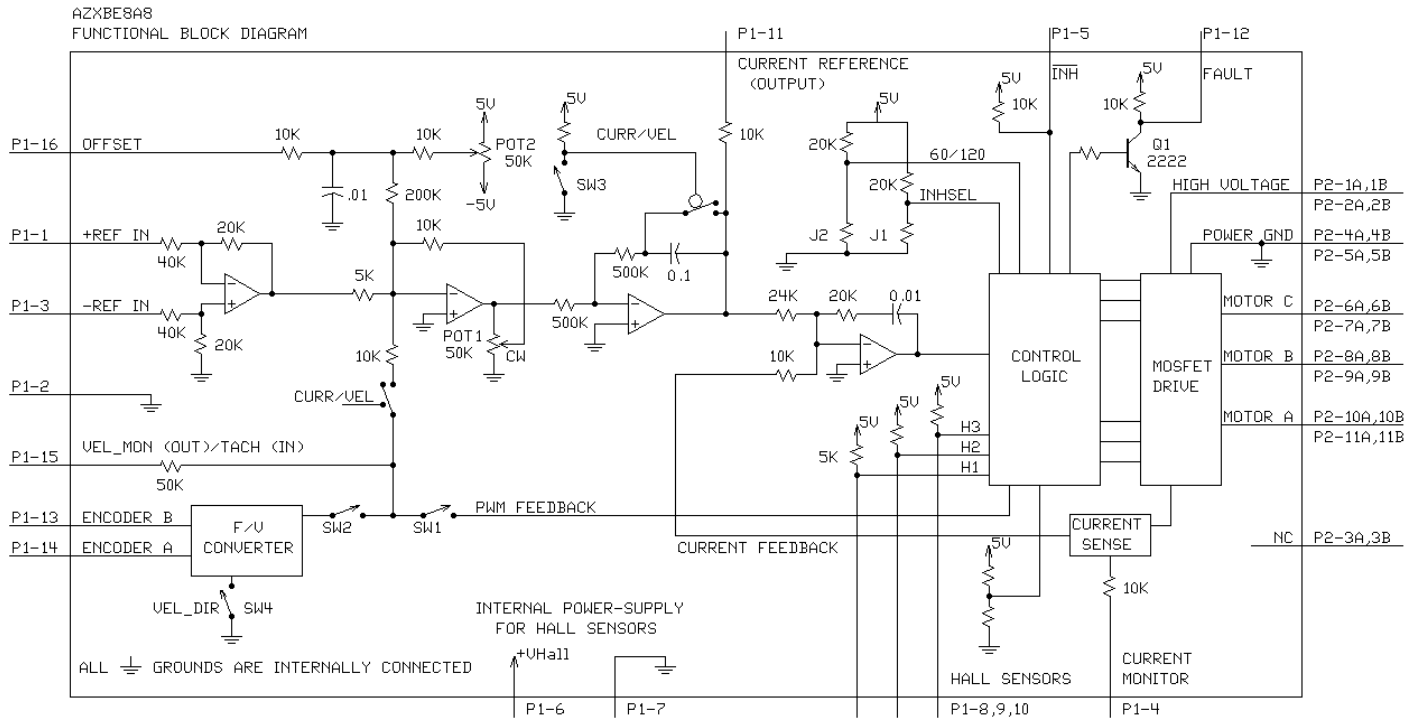 AZXBE8A8
FUNCTIONAL BLOCK DIAGRAM
P1-11
P1-5
P1-12
CURRENT REFERENCE
(OUTPUT)
5V
INH
10K
5V
10K
FAULT
Q1
2222
P1-16
OFFSET
10K
10K
5V
POT2
50K
-5V
.01
200K
5V
SW3
CURR/VEL
10K
5V
20K
60/120
20K
INHSEL
J2
J1
HIGH VOLTAGE
P2-1A,1B
P2-2A,2B
POWER GND
P2-4A,4B
P2-5A,5B
P1-1
+REF IN
40K
20K
10K
500K
0.1
P1-3
-REF IN
40K
20K
5K
POT1
50K
CW
500K
24K
20K
0.01
10K
CONTROL
LOGIC
MOSFET
DRIVE
MOTOR C
P2-6A,6B
P2-7A,7B
MOTOR B
P2-8A,8B
P2-9A,9B
MOTOR A
P2-10A,10B
P2-11A,11B
P1-2
10K
CURR/VEL
5V
5V
5V
5K
H3
H2
H1
P1-15
VEL_MON (OUT)/TACH (IN)
50K
P1-13
ENCODER B
P1-14
ENCODER A
F/V
CONVERTER
SW2
SW1
PWM FEEDBACK
CURRENT FEEDBACK
CURRENT
SENSE
NC
P2-3A,3B
5V
10K
VEL_DIR
SW4
INTERNAL POWER-SUPPLY
FOR HALL SENSORS
+VHall
ALL GROUNDS ARE INTERNALLY CONNECTED
HALL SENSORS
CURRENT
MONITOR
P1-6
P1-7
P1-8,9,10
P1-4